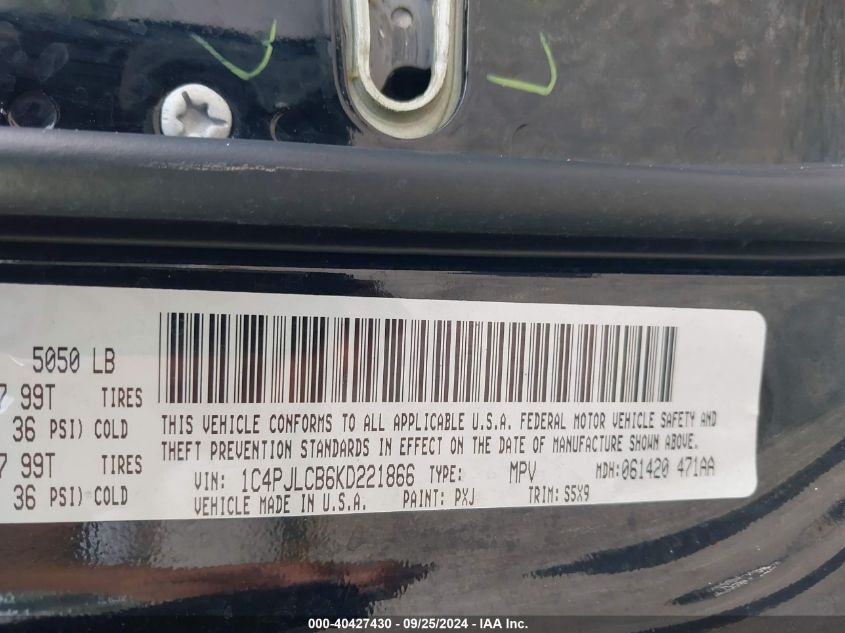 5050 LB
7 99T TIRES
36 PSI) COLD
7 99T TIRES
36 PSI) COLD
THIS VEHICLE CONFORMS TO ALL APPLICABLE U.S.A. FEDERAL MOTOR VEHICLE SAFETY AND
THEFT PREVENTION STANDARDS IN EFFECT ON THE DATE OF MANUFACTURE SHOWN ABOVE.
VIN: 1C4PJLCB6KD221866 TYPE: MPV MDH:061420 471AA
VEHICLE MADE IN U.S.A. PAINT: PXJ TRIM: S5X9
000-40427430 - 09/25/2024 - IAA Inc.